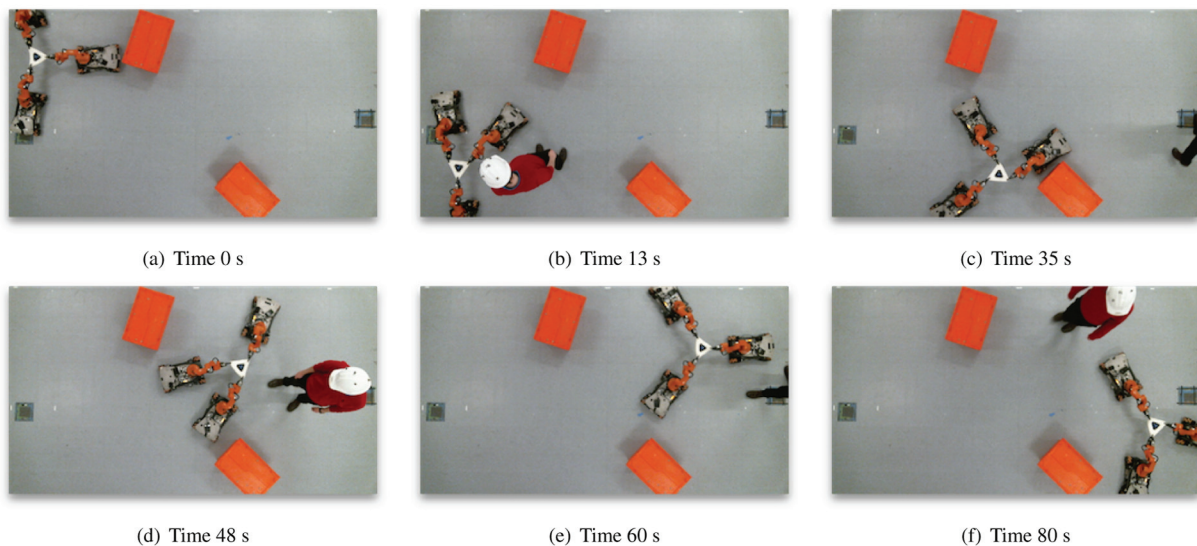 (a) Time 0 s
(b) Time 13 s
(c) Time 35 s
(d) Time 48 s
(e) Time 60 s
(f) Time 80 s